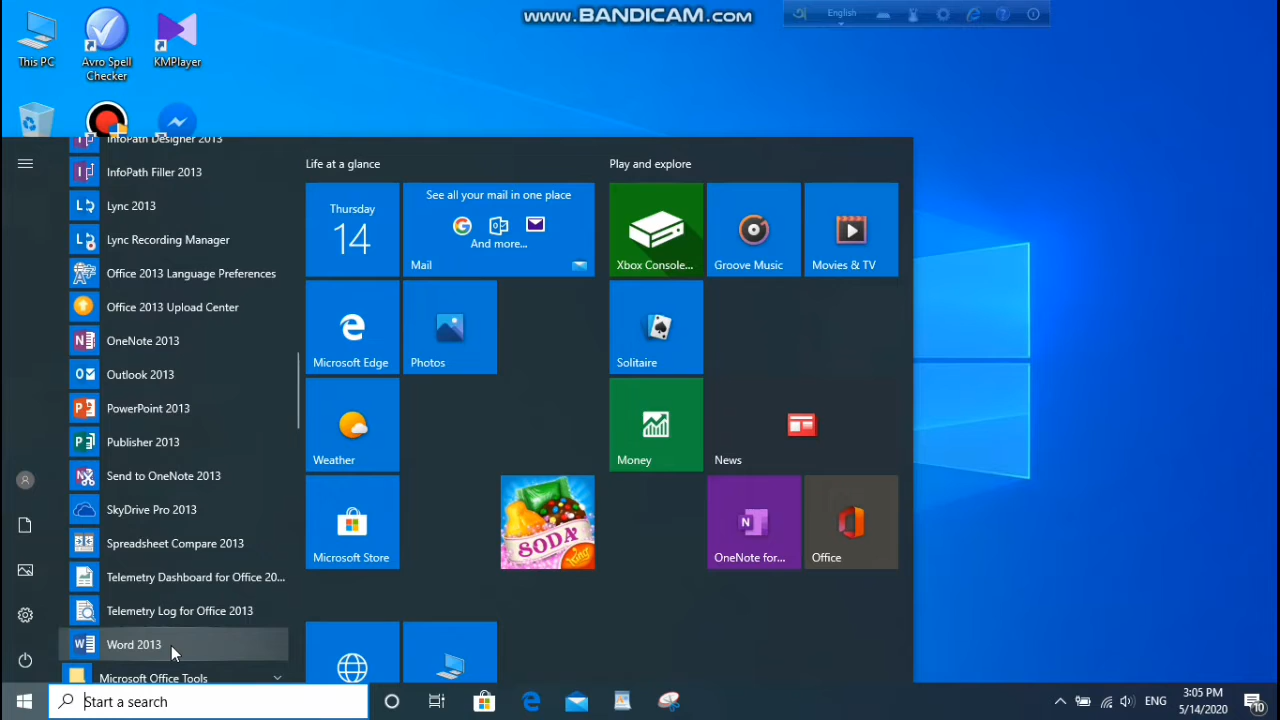 www.BANDICAM.com
English
This PC
Avro Spell
Checker
KMPlayer
InfoPath Designer 2013
InfoPath Filler 2013
Lync 2013
Lync Recording Manager
Office 2013 Language Preferences
Office 2013 Upload Center
OneNote 2013
Outlook 2013
PowerPoint 2013
Publisher 2013
Send to OneNote 2013
SkyDrive Pro 2013
Spreadsheet Compare 2013
Telemetry Dashboard for Office 20...
Telemetry Log for Office 2013
Word 2013
Microsoft Office Tools
Life at a glance
Thursday
14
See all your mail in one place
And more...
Mail
Microsoft Edge
Photos
Weather
Microsoft Store
SODA
King
Play and explore
Xbox Console...
Groove Music
Movies & TV
Solitaire
Money
News
OneNote for...
Office
Start a search
ENG
3:05 PM
5/14/2020
10